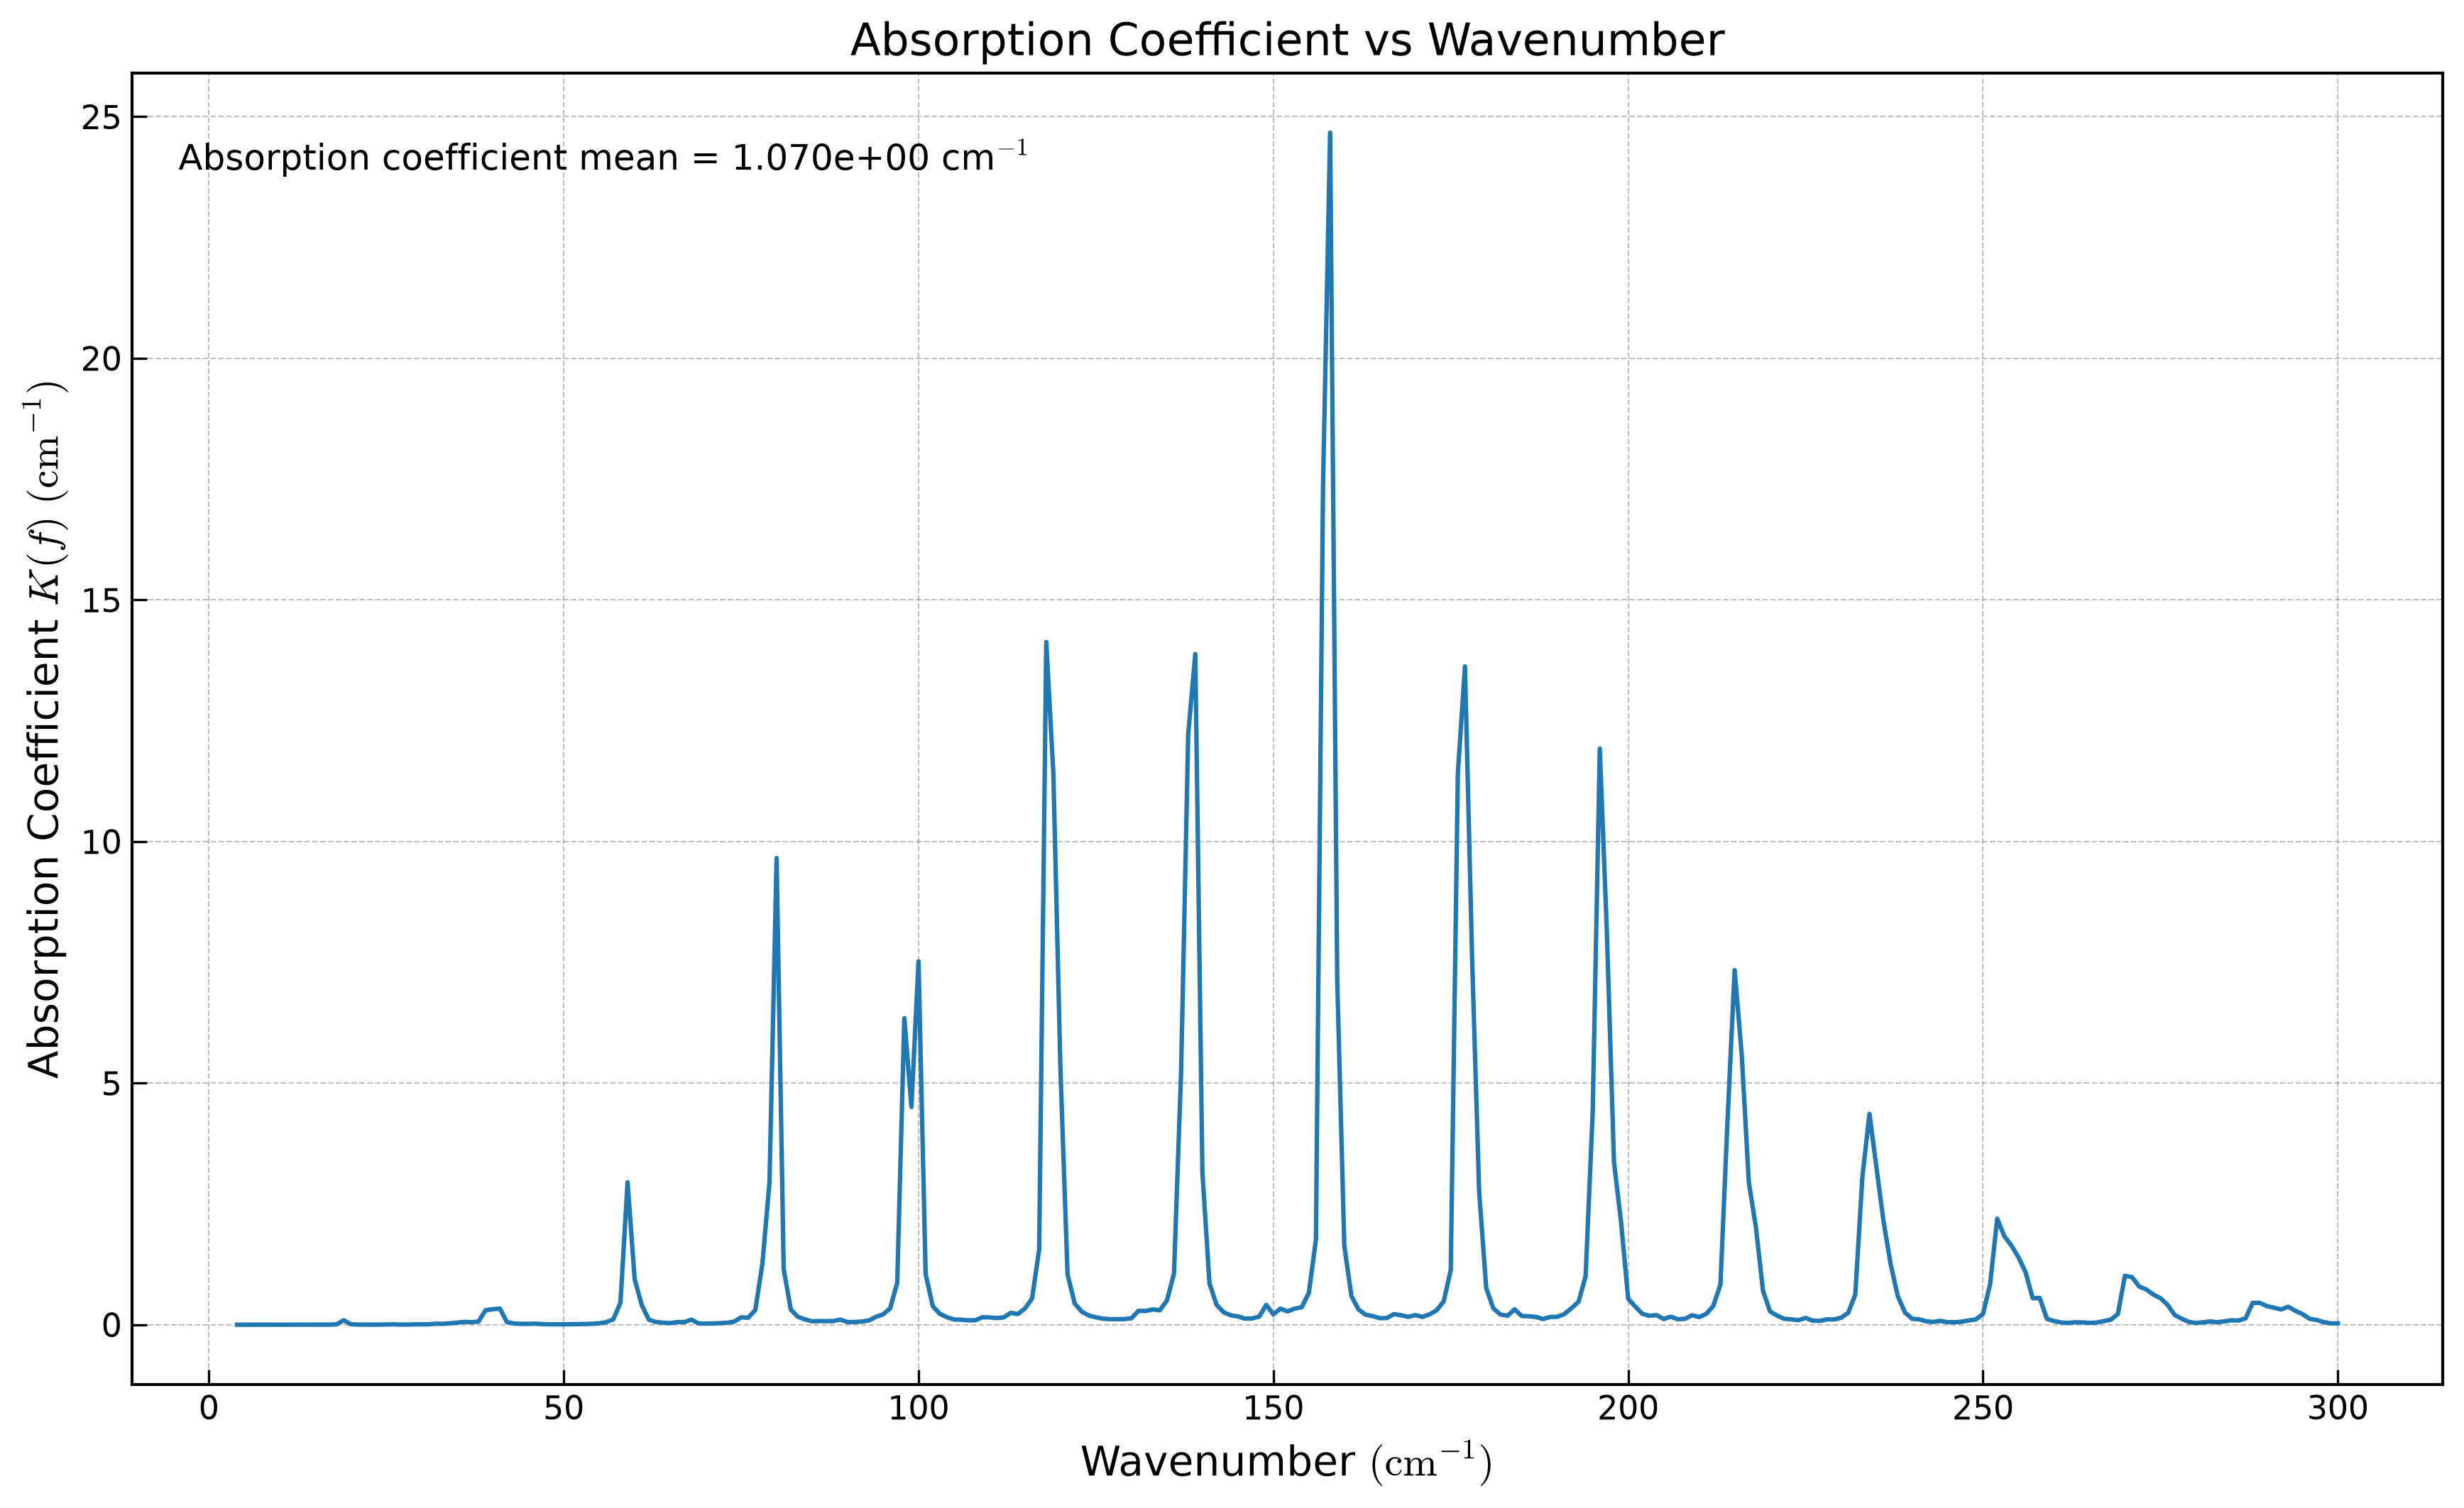 Absorption Coefficient vs Wavenumber
Absorption coefficient mean = 1.070e+00 cm⁻¹
Absorption Coefficient K(f) (cm⁻¹)
25
20
15
10
5
0
0 50 100 150 200 250 300
Wavenumber (cm⁻¹)